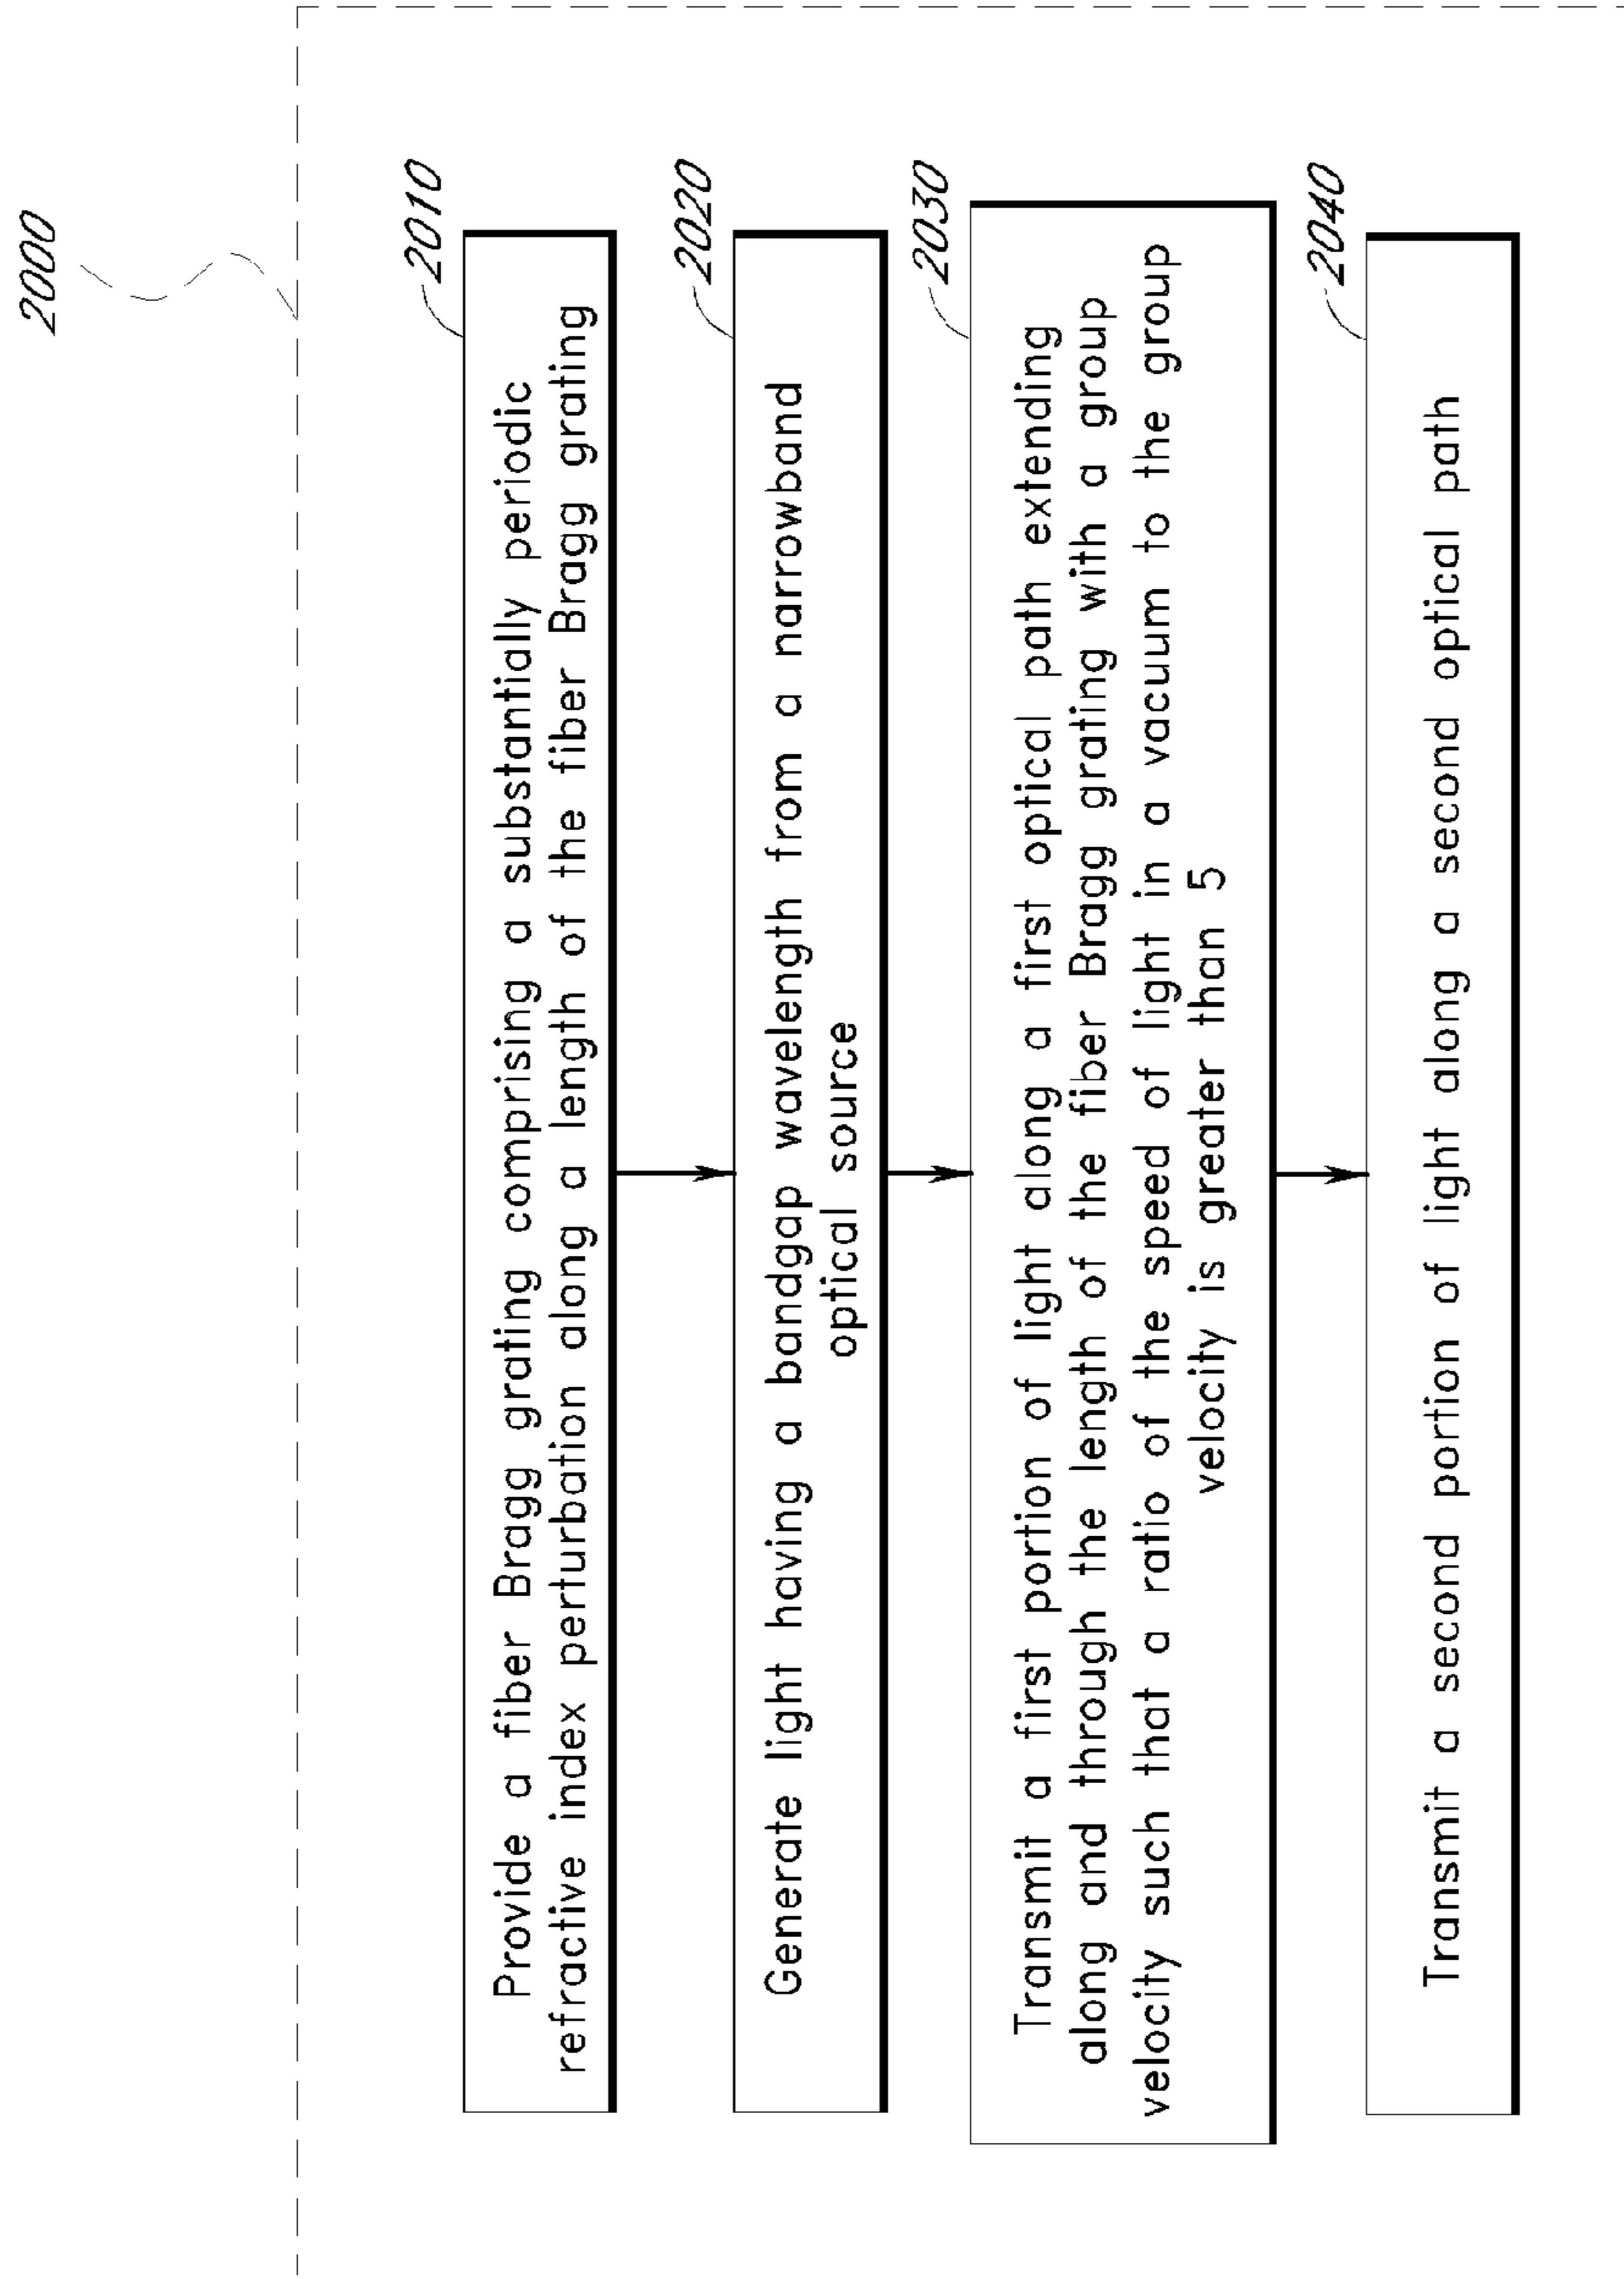 2000
2010
Provide a fiber Bragg grating comprising a substantially periodic
refractive index perturbation along a length of the fiber Bragg grating
2020
Generate light having a bandgap wavelength from a narrowband
optical source
2030
Transmit a first portion of light along a first optical path extending
along and through the length of the fiber Bragg grating with a group
velocity such that a ratio of the speed of light in a vacuum to the group
velocity is greater than 5
2040
Transmit a second portion of light along a second optical path